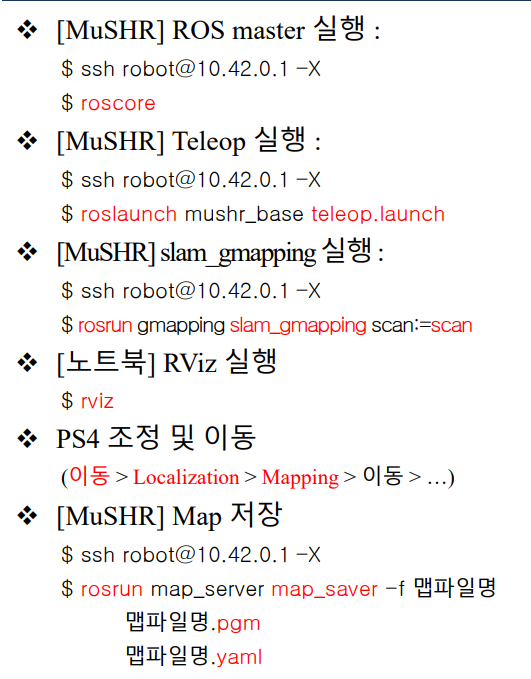 ❖ [MuSHR] ROS master 실행 :
$ ssh robot@10.42.0.1 –X
$ roscore
❖ [MuSHR] Teleop 실행 :
$ ssh robot@10.42.0.1 –X
$ roslaunch mushr_base teleop.launch
❖ [MuSHR] slam_gmapping 실행 :
$ ssh robot@10.42.0.1 –X
$ rosrun gmapping slam_gmapping scan:=scan
❖ [노트북] RViz 실행
$ rviz
❖ PS4 조정 및 이동
(이동 > Localization > Mapping > 이동 > …)
❖ [MuSHR] Map 저장
$ ssh robot@10.42.0.1 –X
$ rosrun map_server map_saver –f 맵파일명
맵파일명.pgm
맵파일명.yaml